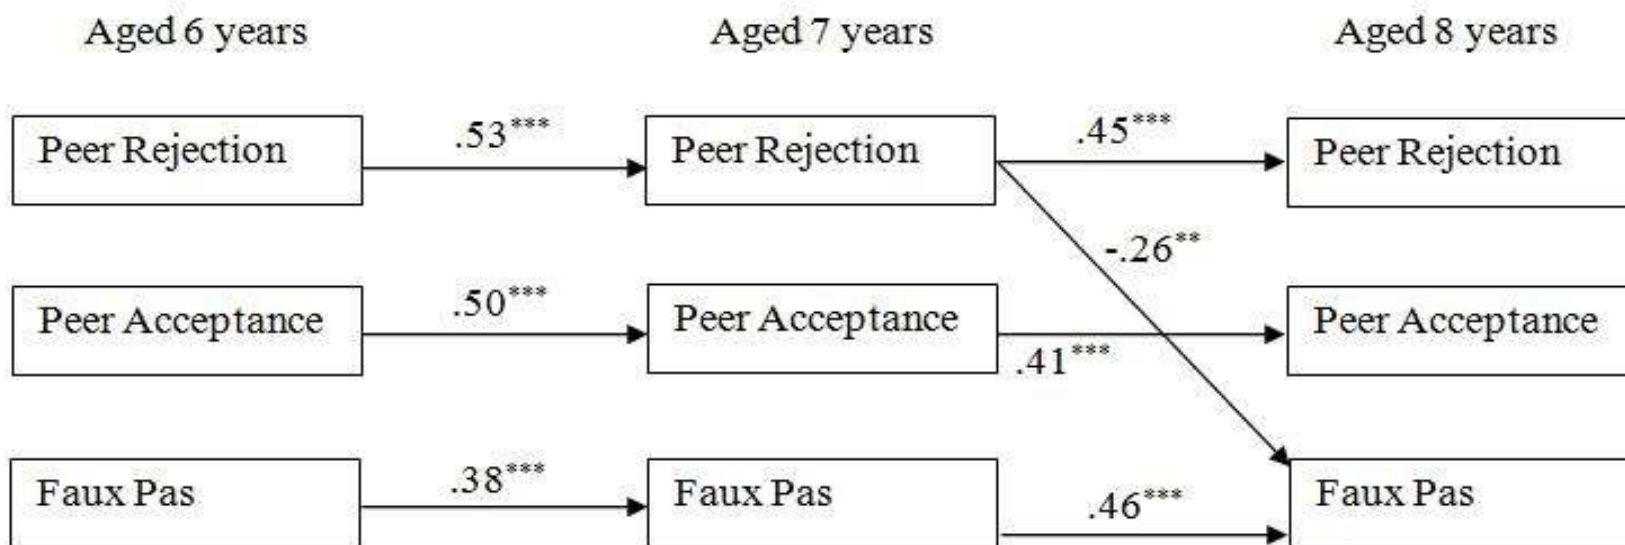 Aged 6 years Aged 7 years Aged 8 years
Peer Rejection .53*** Peer Rejection .45*** Peer Rejection
-.26**
Peer Acceptance .50*** Peer Acceptance .41*** Peer Acceptance
Faux Pas .38*** Faux Pas .46*** Faux Pas